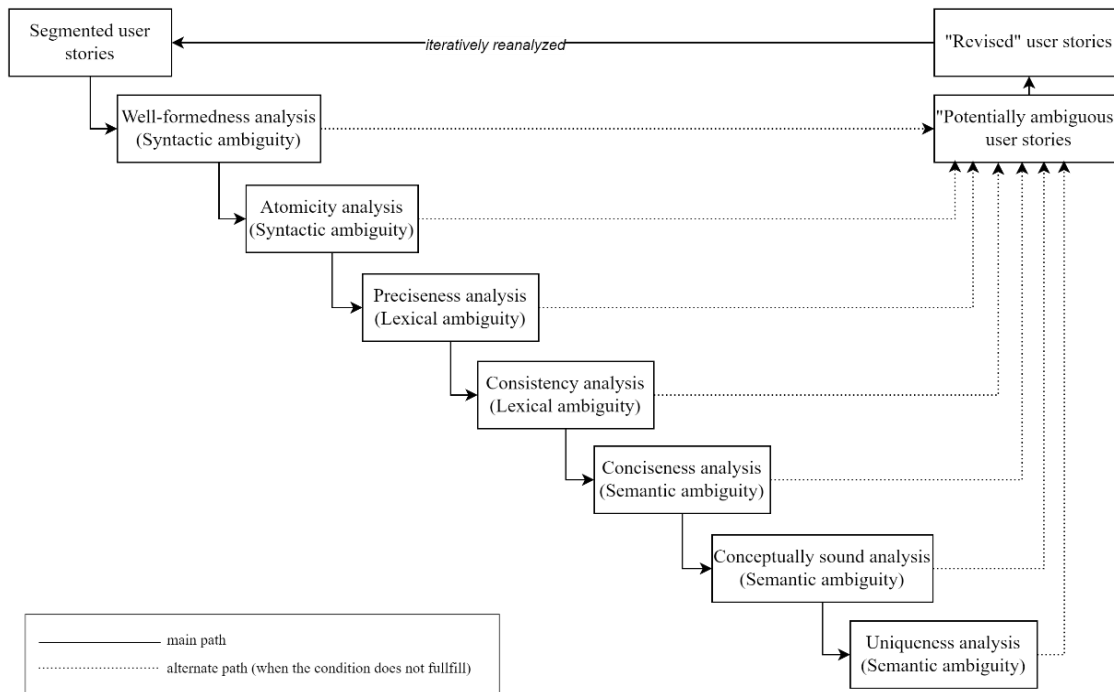 Segmented user
stories
iteratively reanalyzed
"Revised" user stories
Well-formedness analysis
(Syntactic ambiguity)
"Potentially ambiguous
user stories
Atomicity analysis
(Syntactic ambiguity)
Preciseness analysis
(Lexical ambiguity)
Consistency analysis
(Lexical ambiguity)
Conciseness analysis
(Semantic ambiguity)
Conceptually sound analysis
(Semantic ambiguity)
Uniqueness analysis
(Semantic ambiguity)
main path
alternate path (when the condition does not fullfill)